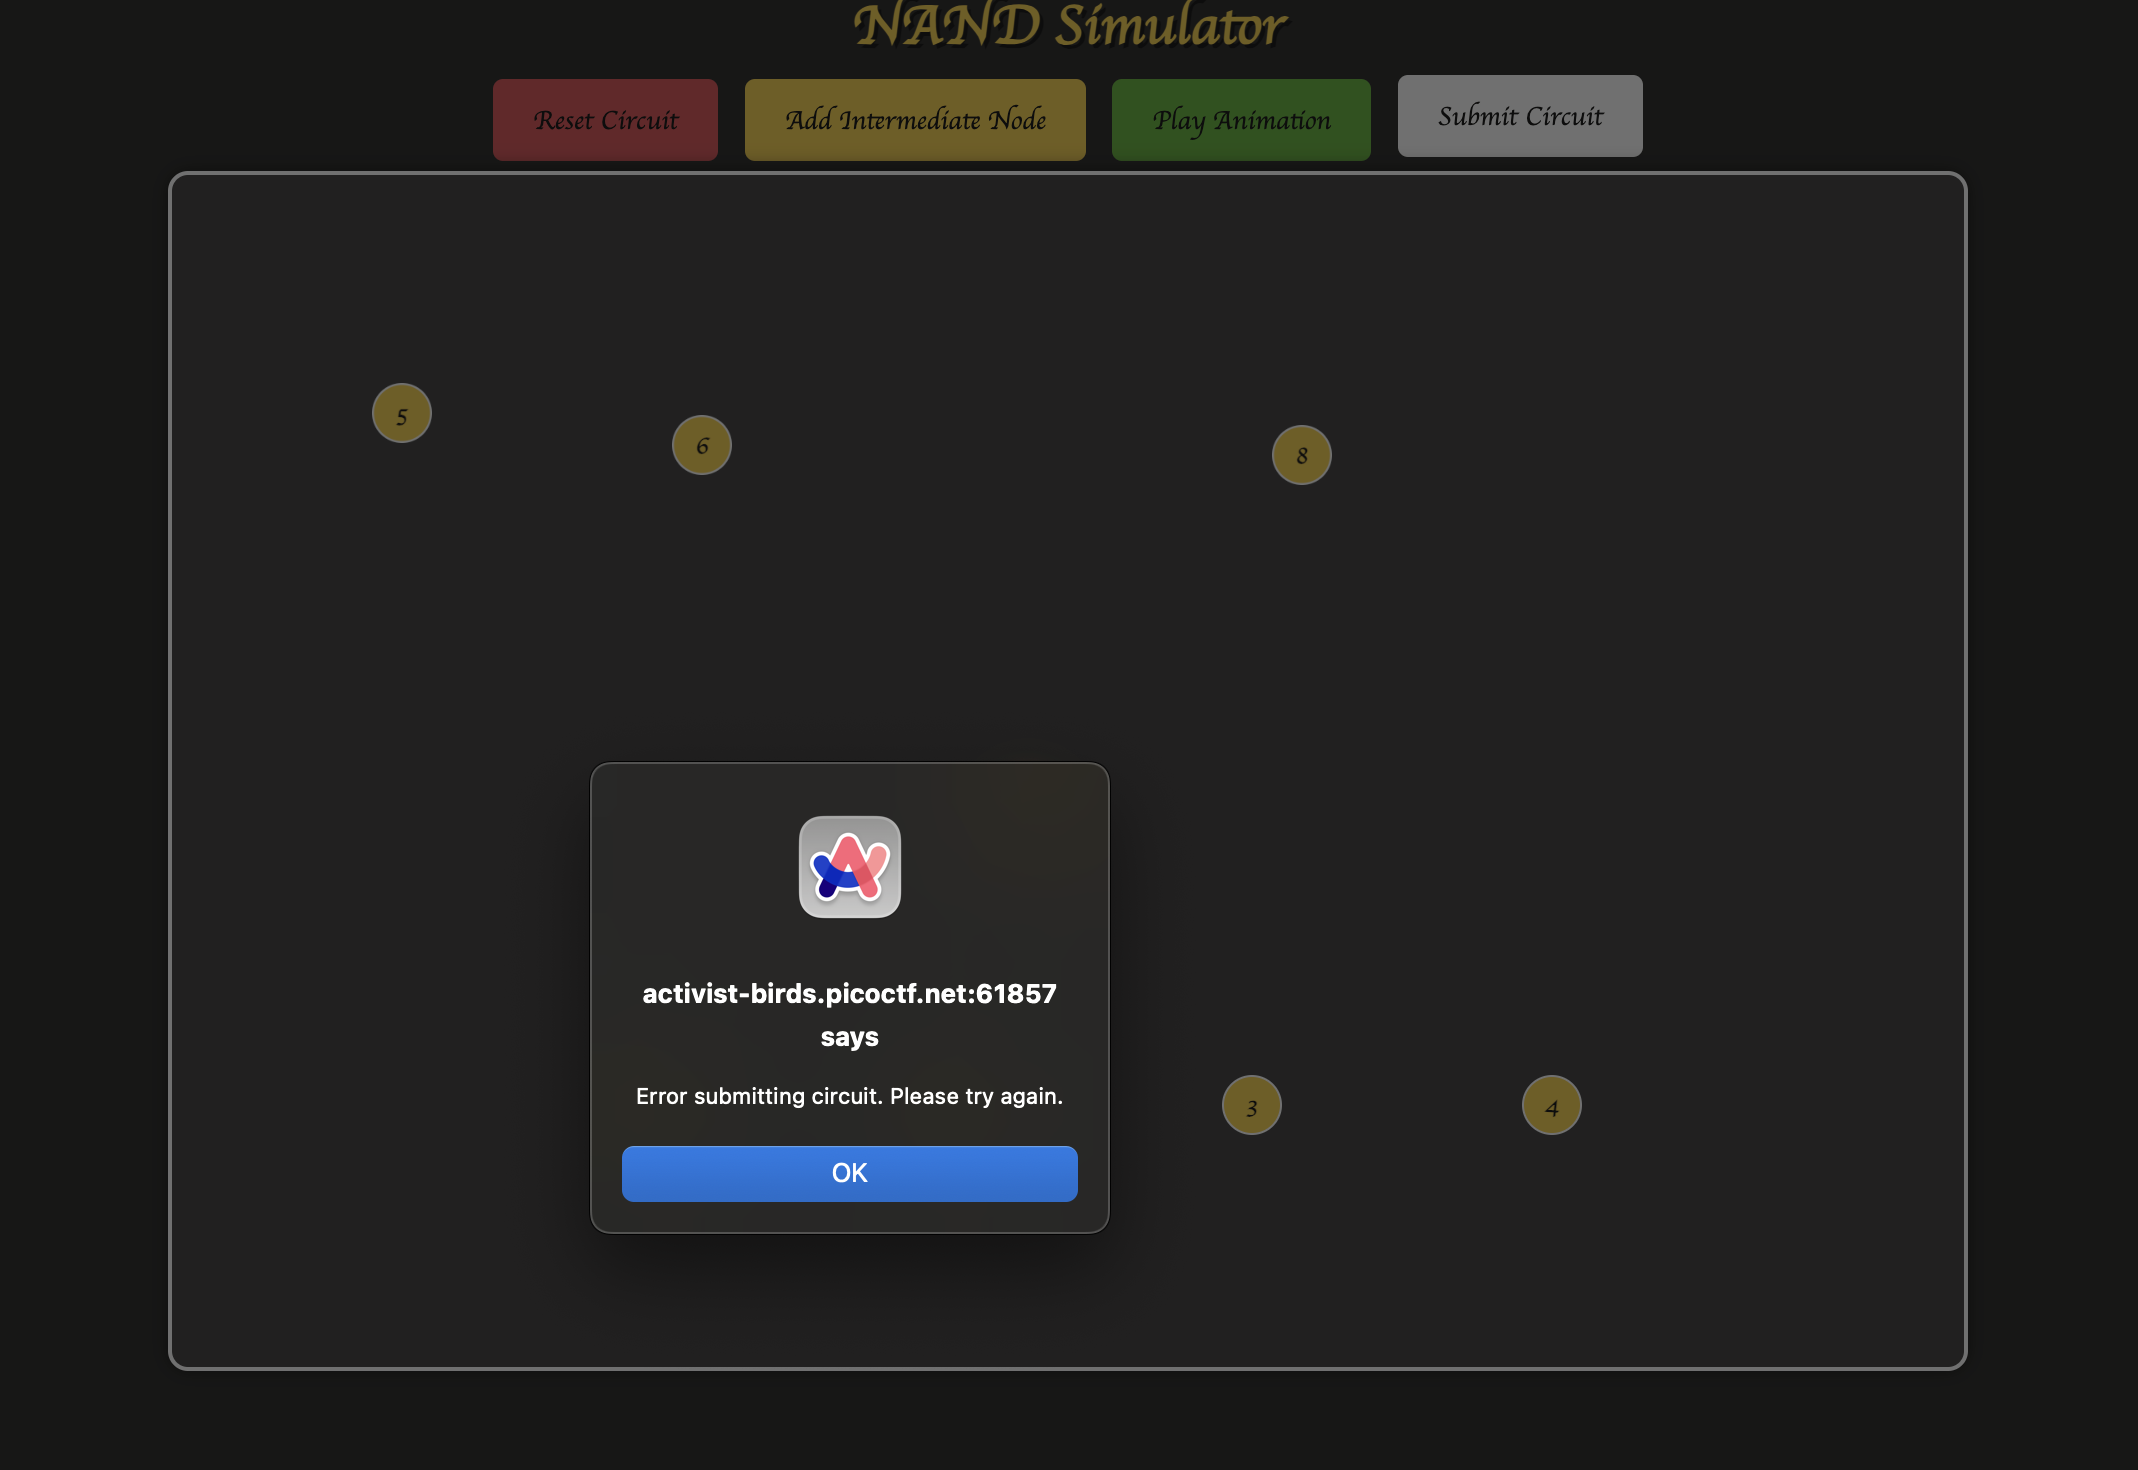 NAND Simulator
Reset Circuit
Add Intermediate Node
Play Animation
Submit Circuit
5
6
8
activist-birds.picoctf.net:61857
says
Error submitting circuit. Please try again.
OK
3
4